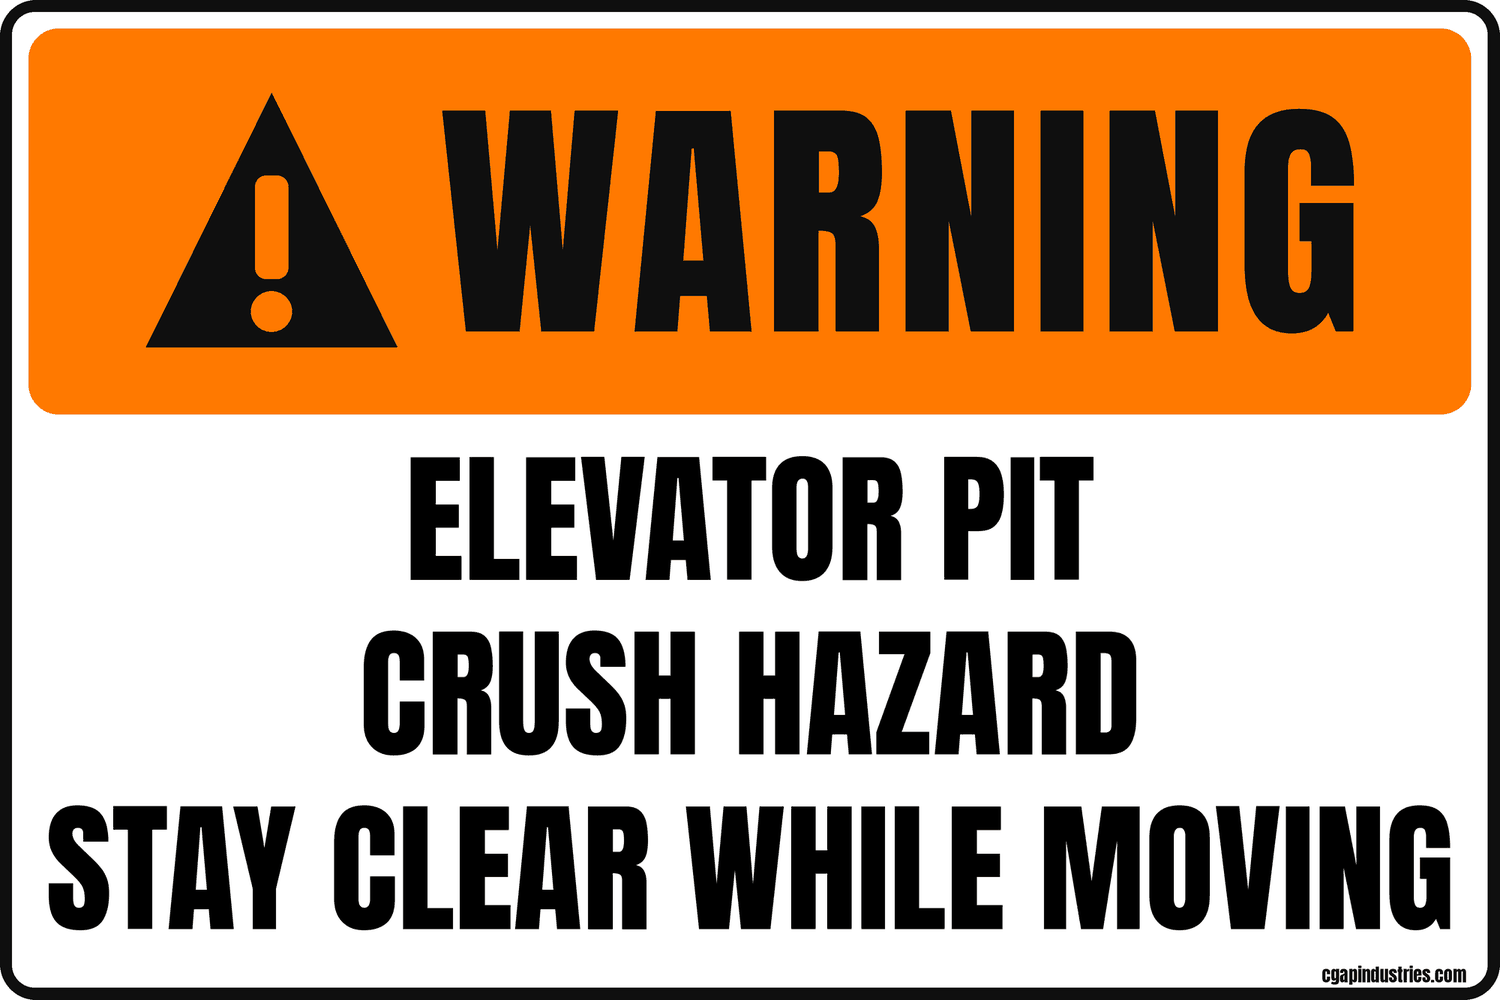 WARNING
ELEVATOR PIT
CRUSH HAZARD
STAY CLEAR WHILE MOVING
cgapindustries.com